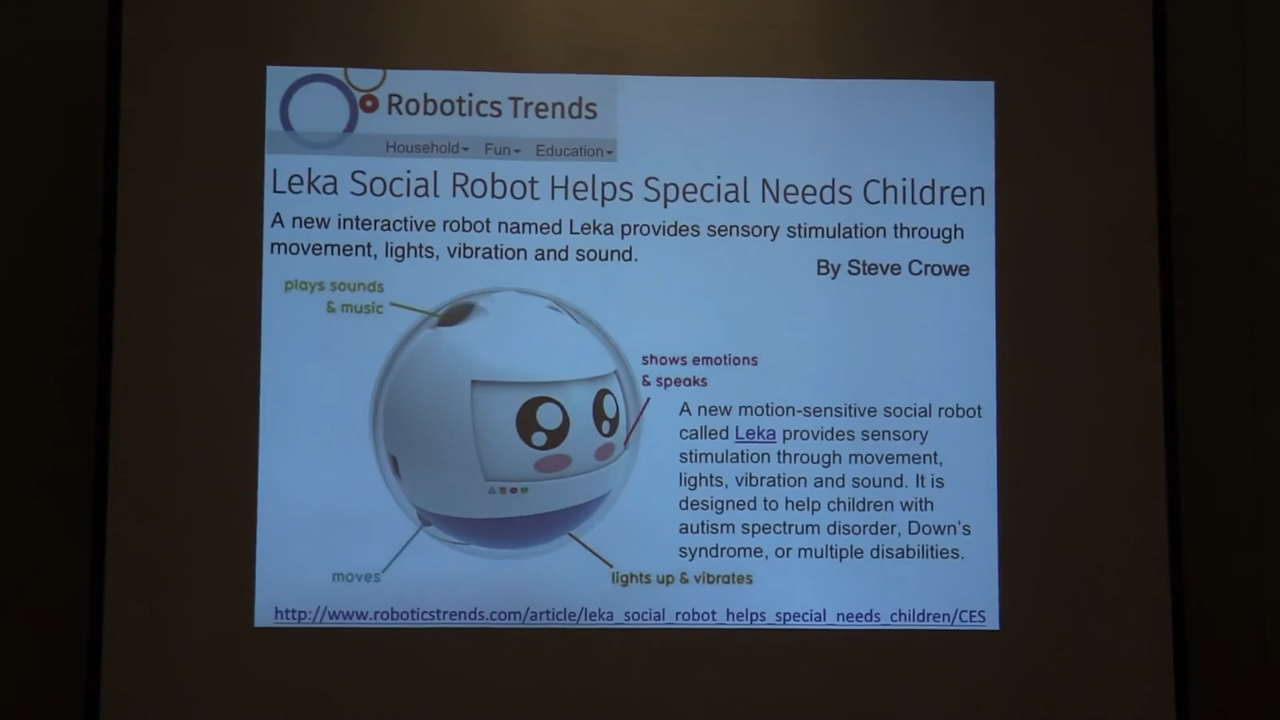 Robotics Trends
Household Fun Education
Leka Social Robot Helps Special Needs Children
A new interactive robot named Leka provides sensory stimulation through
movement, lights, vibration and sound.
By Steve Crowe
plays sounds
& music
shows emotions
& speaks
A new motion-sensitive social robot
called Leka provides sensory
stimulation through movement,
lights, vibration and sound. It is
designed to help children with
autism spectrum disorder, Down's
syndrome, or multiple disabilities.
moves
lights up & vibrates
http://www.roboticstrends.com/article/leka_social_robot_helps_special_needs_children/CES